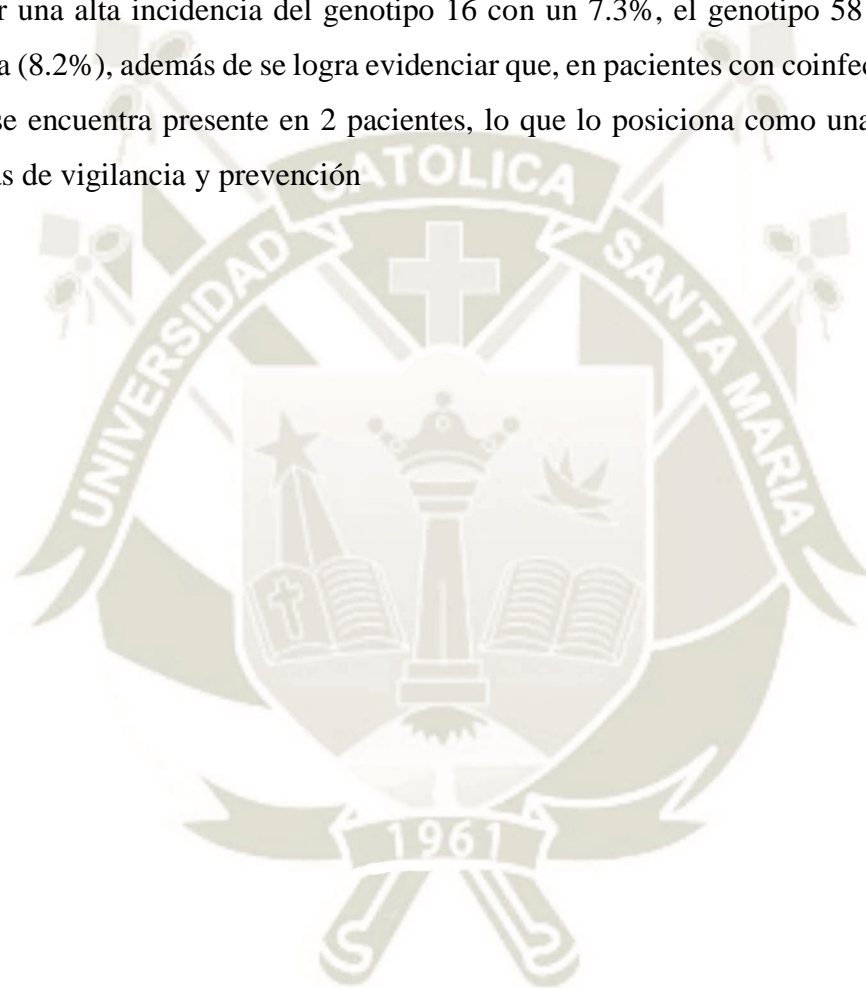 r una alta incidencia del genotipo 16 con un 7.3%, el genotipo 58
a (8.2%), además de se logra evidenciar que, en pacientes con coinfec
se encuentra presente en 2 pacientes, lo que lo posiciona como una
as de vigilancia y prevención
UNIVERSIDAD CATOLICA SANTA MARIA
1961